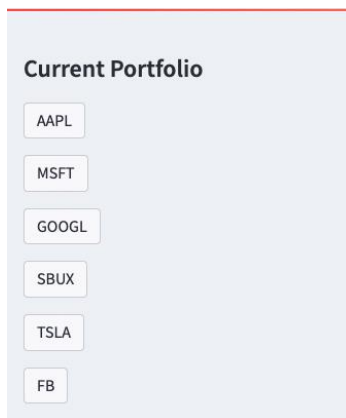 Current Portfolio
AAPL
MSFT
GOOGL
SBUX
TSLA
FB